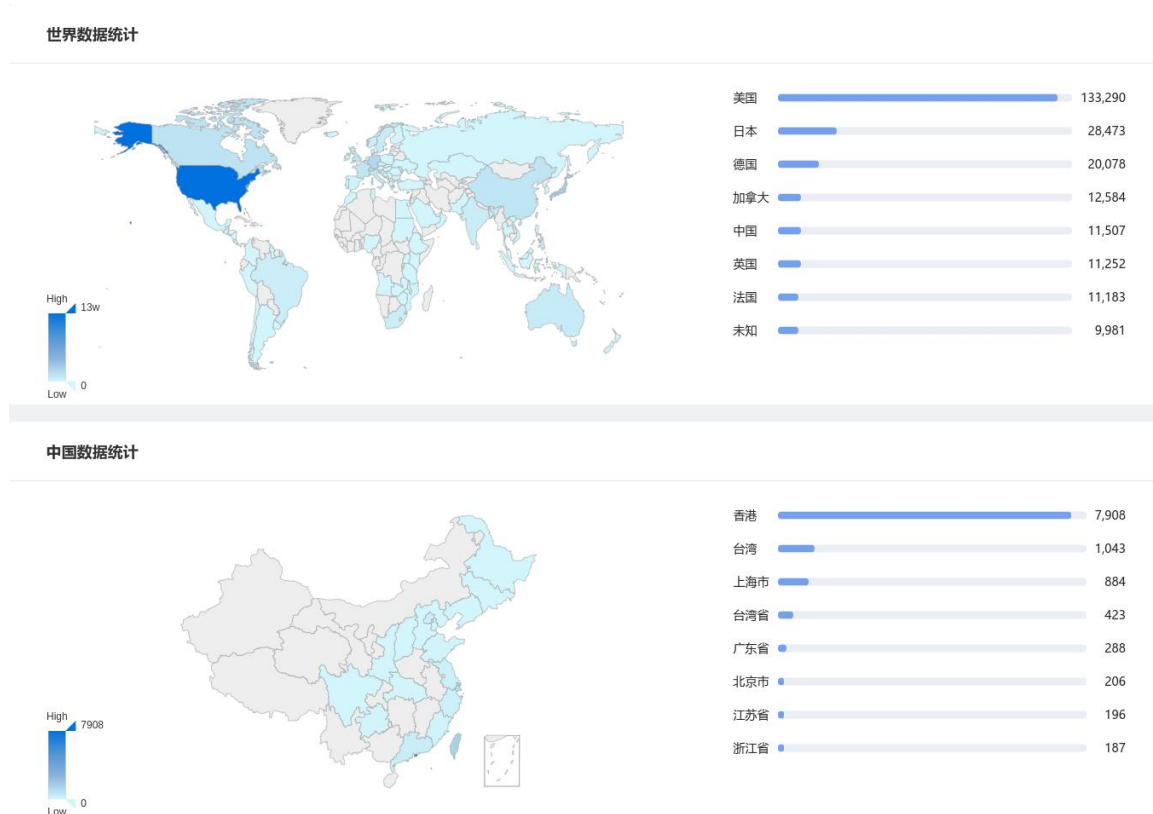 世界数据统计
美国 133,290
日本 28,473
德国 20,078
加拿大 12,584
中国 11,507
英国 11,252
法国 11,183
未知 9,981
High
13w
0
Low
中国数据统计
香港 7,908
台湾 1,043
上海市 884
台湾省 423
广东省 288
北京市 206
江苏省 196
浙江省 187
High
7908
0
Low